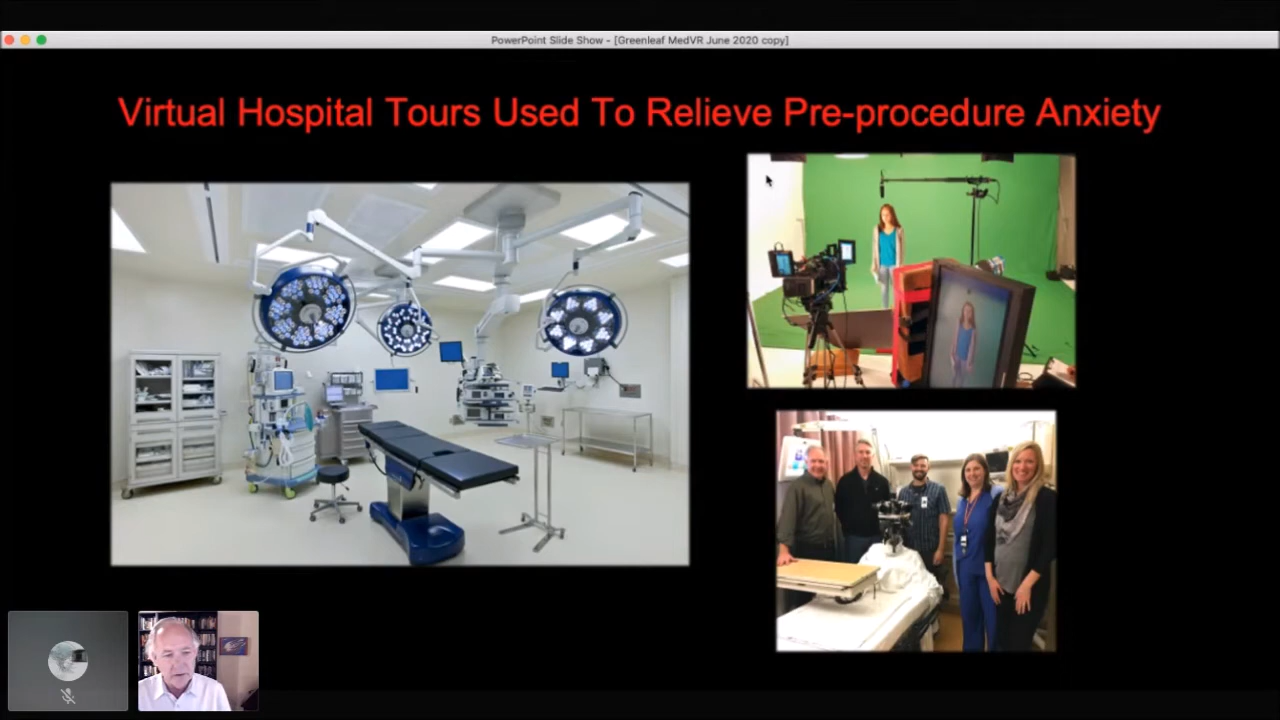 PowerPoint Slide Show - [Greenleaf MedVR June 2020 copy]
Virtual Hospital Tours Used To Relieve Pre-procedure Anxiety